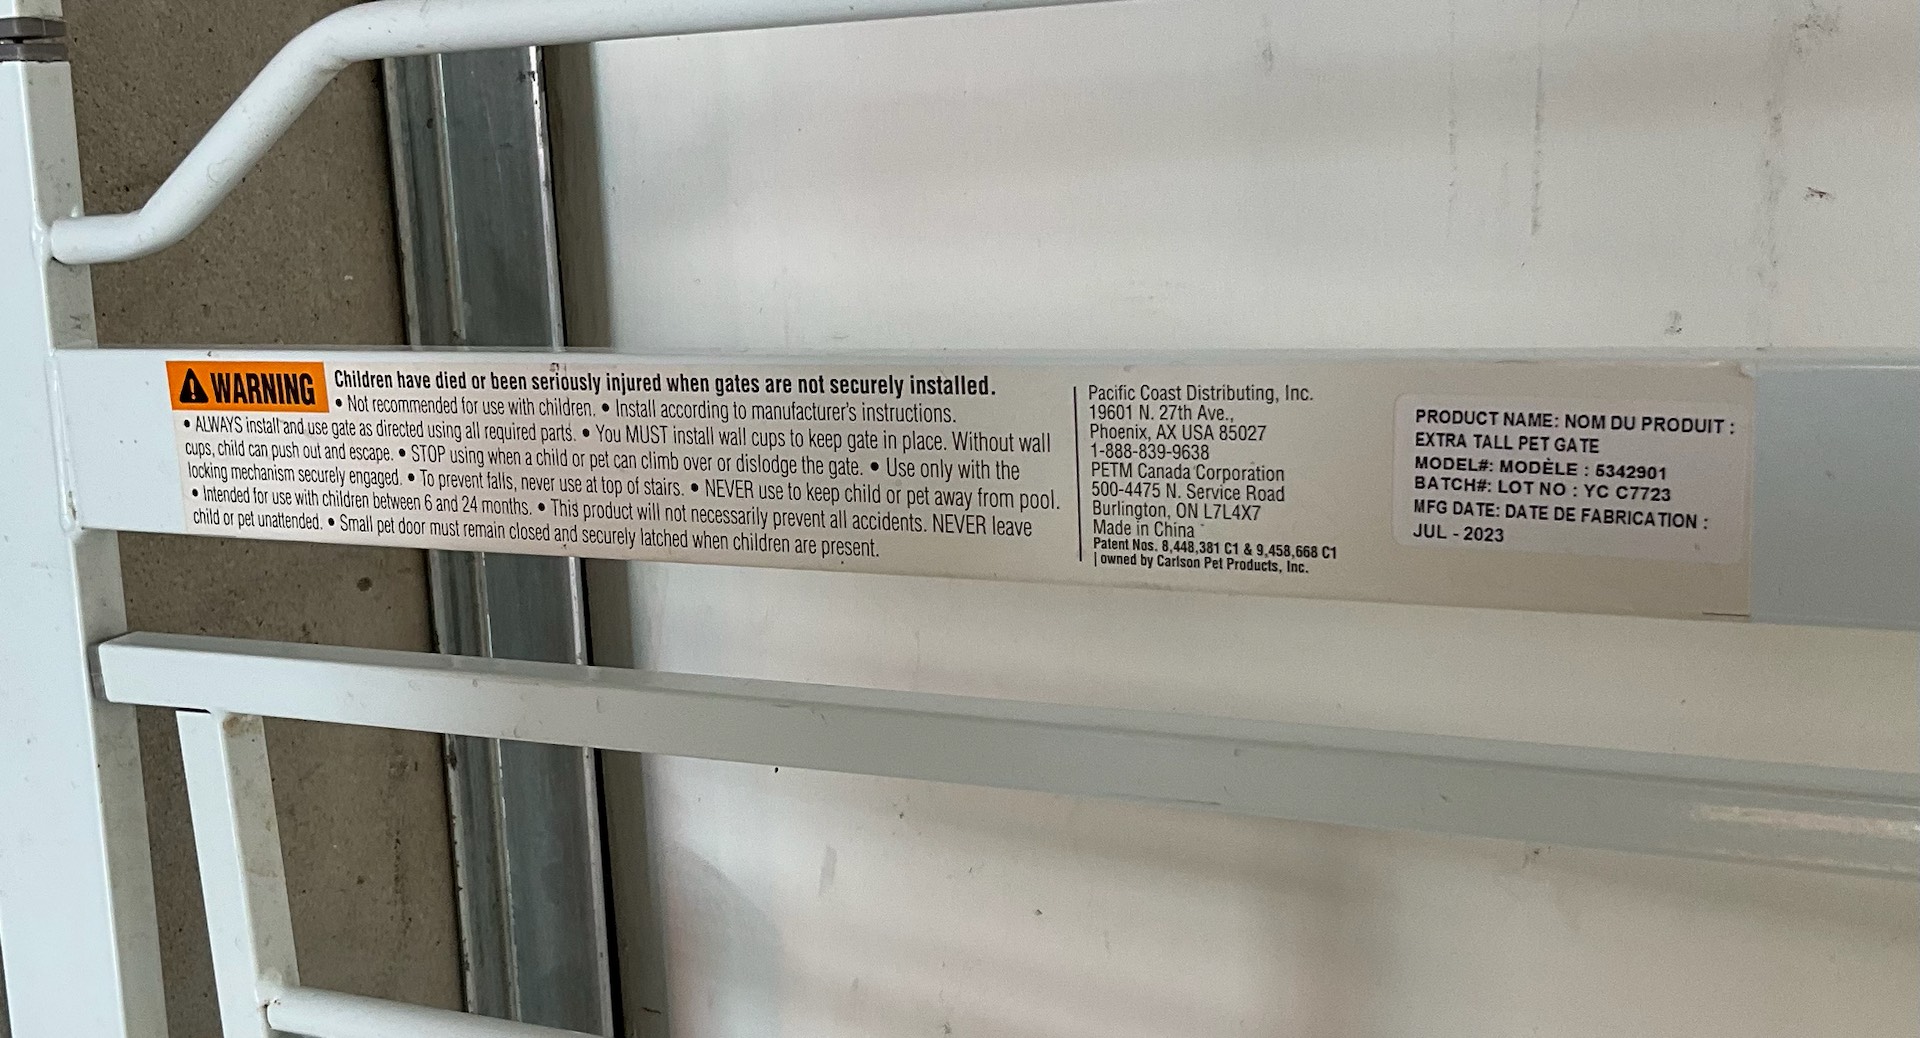 WARNING Children have died or been seriously injured when gates are not securely installed.
• Not recommended for use with children. • Install according to manufacturer's instructions.
• ALWAYS install and use gate as directed using all required parts. • You MUST install wall cups to keep gate in place. Without wall
cups, child can push out and escape. • STOP using when a child or pet can climb over or dislodge the gate. • Use only with the
locking mechanism securely engaged. • To prevent falls, never use at top of stairs. • NEVER use to keep child or pet away from pool.
• Intended for use with children between 6 and 24 months. • This product will not necessarily prevent all accidents. NEVER leave
child or pet unattended. • Small pet door must remain closed and securely latched when children are present.
Pacific Coast Distributing, Inc.
19601 N. 27th Ave.,
Phoenix, AX USA 85027
1-888-839-9638
PETM Canada Corporation
500-4475 N. Service Road
Burlington, ON L7L4X7
Made in China
Patent Nos. 8,448,381 C1 & 9,458,668 C1
| owned by Carlson Pet Products, Inc.
PRODUCT NAME: NOM DU PRODUIT :
EXTRA TALL PET GATE
MODEL#: MODÈLE : 5342901
BATCH#: LOT NO : YC C7723
MFG DATE: DATE DE FABRICATION :
JUL - 2023